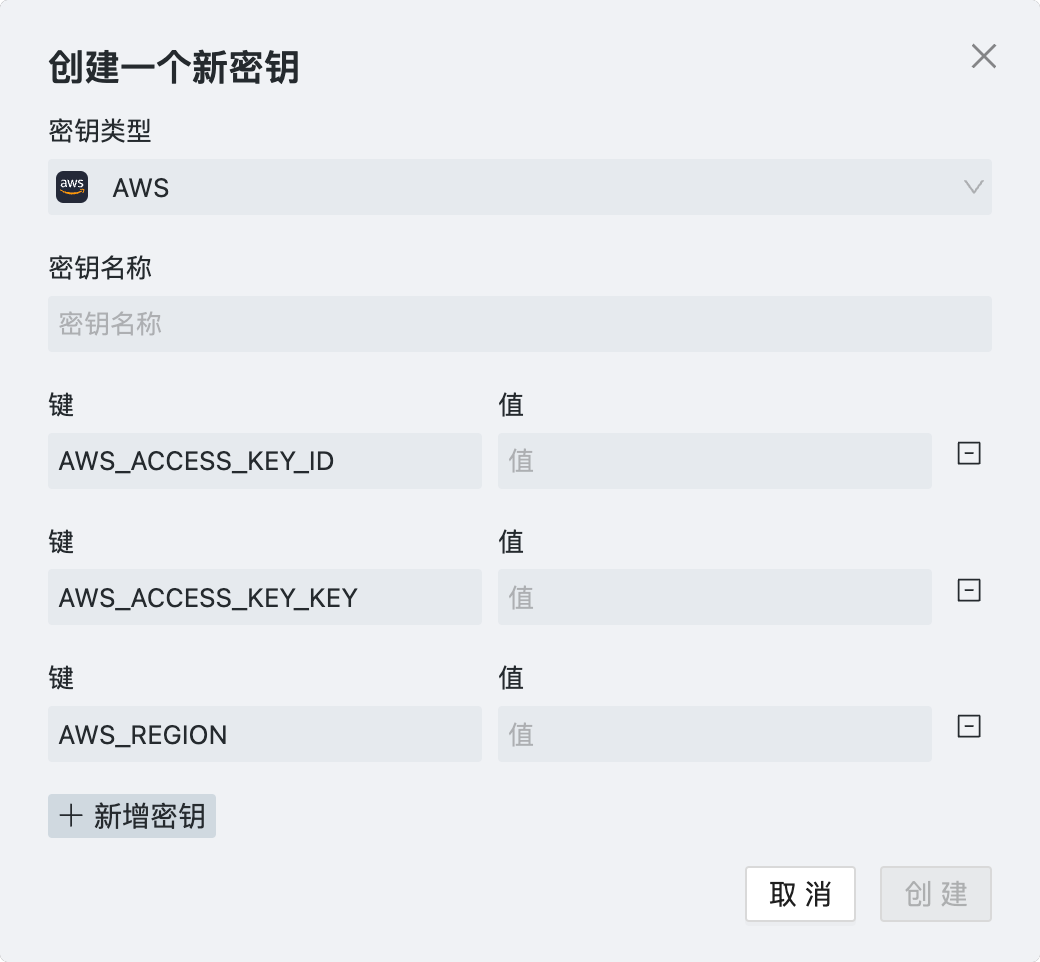 创建一个新密钥
密钥类型
aws AWS
密钥名称
密钥名称
键 值
AWS_ACCESS_KEY_ID 值
键 值
AWS_ACCESS_KEY_KEY 值
键 值
AWS_REGION 值
新增密钥
取消 创建